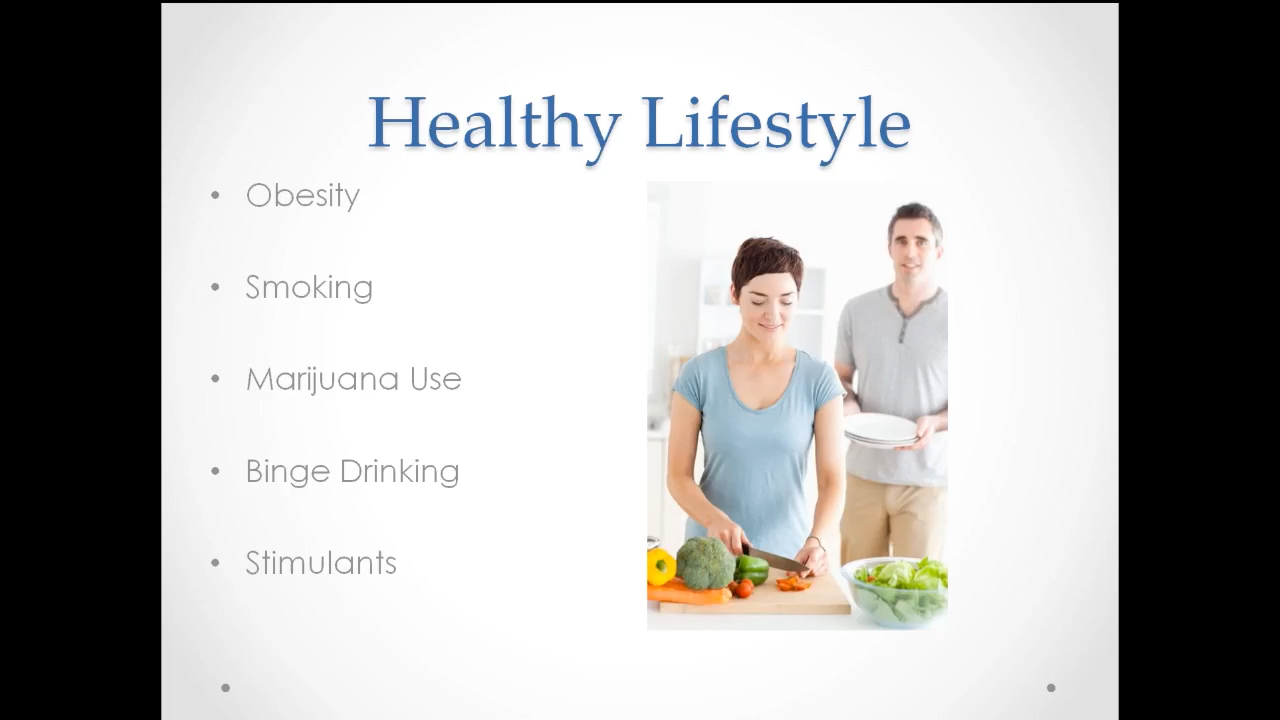 Healthy Lifestyle
• Obesity
• Smoking
• Marijuana Use
• Binge Drinking
• Stimulants